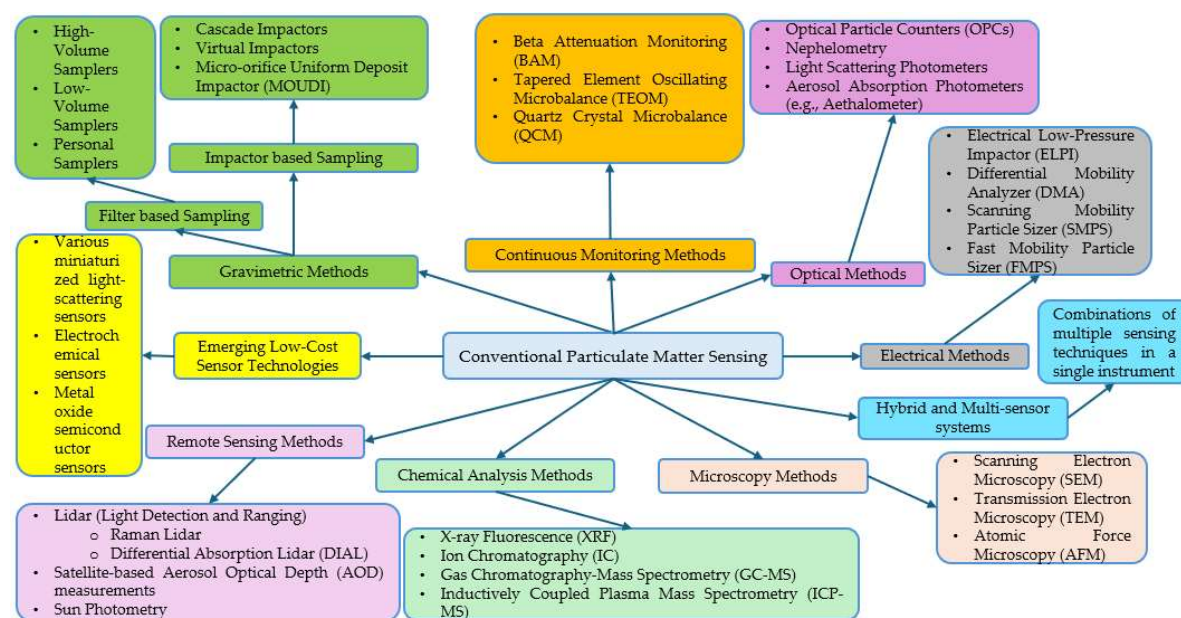 • High-
Volume
Samplers
• Low-
Volume
Samplers
• Personal
Samplers
• Cascade Impactors
• Virtual Impactors
• Micro-orifice Uniform Deposit
Impactor (MOUDI)
• Beta Attenuation Monitoring
(BAM)
• Tapered Element Oscillating
Microbalance (TEOM)
• Quartz Crystal Microbalance
(QCM)
• Optical Particle Counters (OPCs)
• Nephelometry
• Light Scattering Photometers
• Aerosol Absorption Photometers
(e.g., Aethalometer)
• Electrical Low-Pressure
Impactor (ELPI)
• Differential Mobility
Analyzer (DMA)
• Scanning Mobility
Particle Sizer (SMPS)
• Fast Mobility Particle
Sizer (FMPS)
Impactor based Sampling
Filter based Sampling
Gravimetric Methods
Continuous Monitoring Methods
Optical Methods
• Various
miniaturi
zed light-
scattering
sensors
• Electroch
emical
sensors
• Metal
oxide
semicond
uctor
sensors
Emerging Low-Cost
Sensor Technologies
Conventional Particulate Matter Sensing
Electrical Methods
Combinations of
multiple sensing
techniques in a
single instrument
Hybrid and Multi-sensor
systems
Remote Sensing Methods
Chemical Analysis Methods
Microscopy Methods
• Scanning Electron
Microscopy (SEM)
• Transmission Electron
Microscopy (TEM)
• Atomic Force
Microscopy (AFM)
• Lidar (Light Detection and Ranging)
o Raman Lidar
o Differential Absorption Lidar (DIAL)
• Satellite-based Aerosol Optical Depth (AOD)
measurements
• Sun Photometry
• X-ray Fluorescence (XRF)
• Ion Chromatography (IC)
• Gas Chromatography-Mass Spectrometry (GC-MS)
• Inductively Coupled Plasma Mass Spectrometry (ICP-
MS)